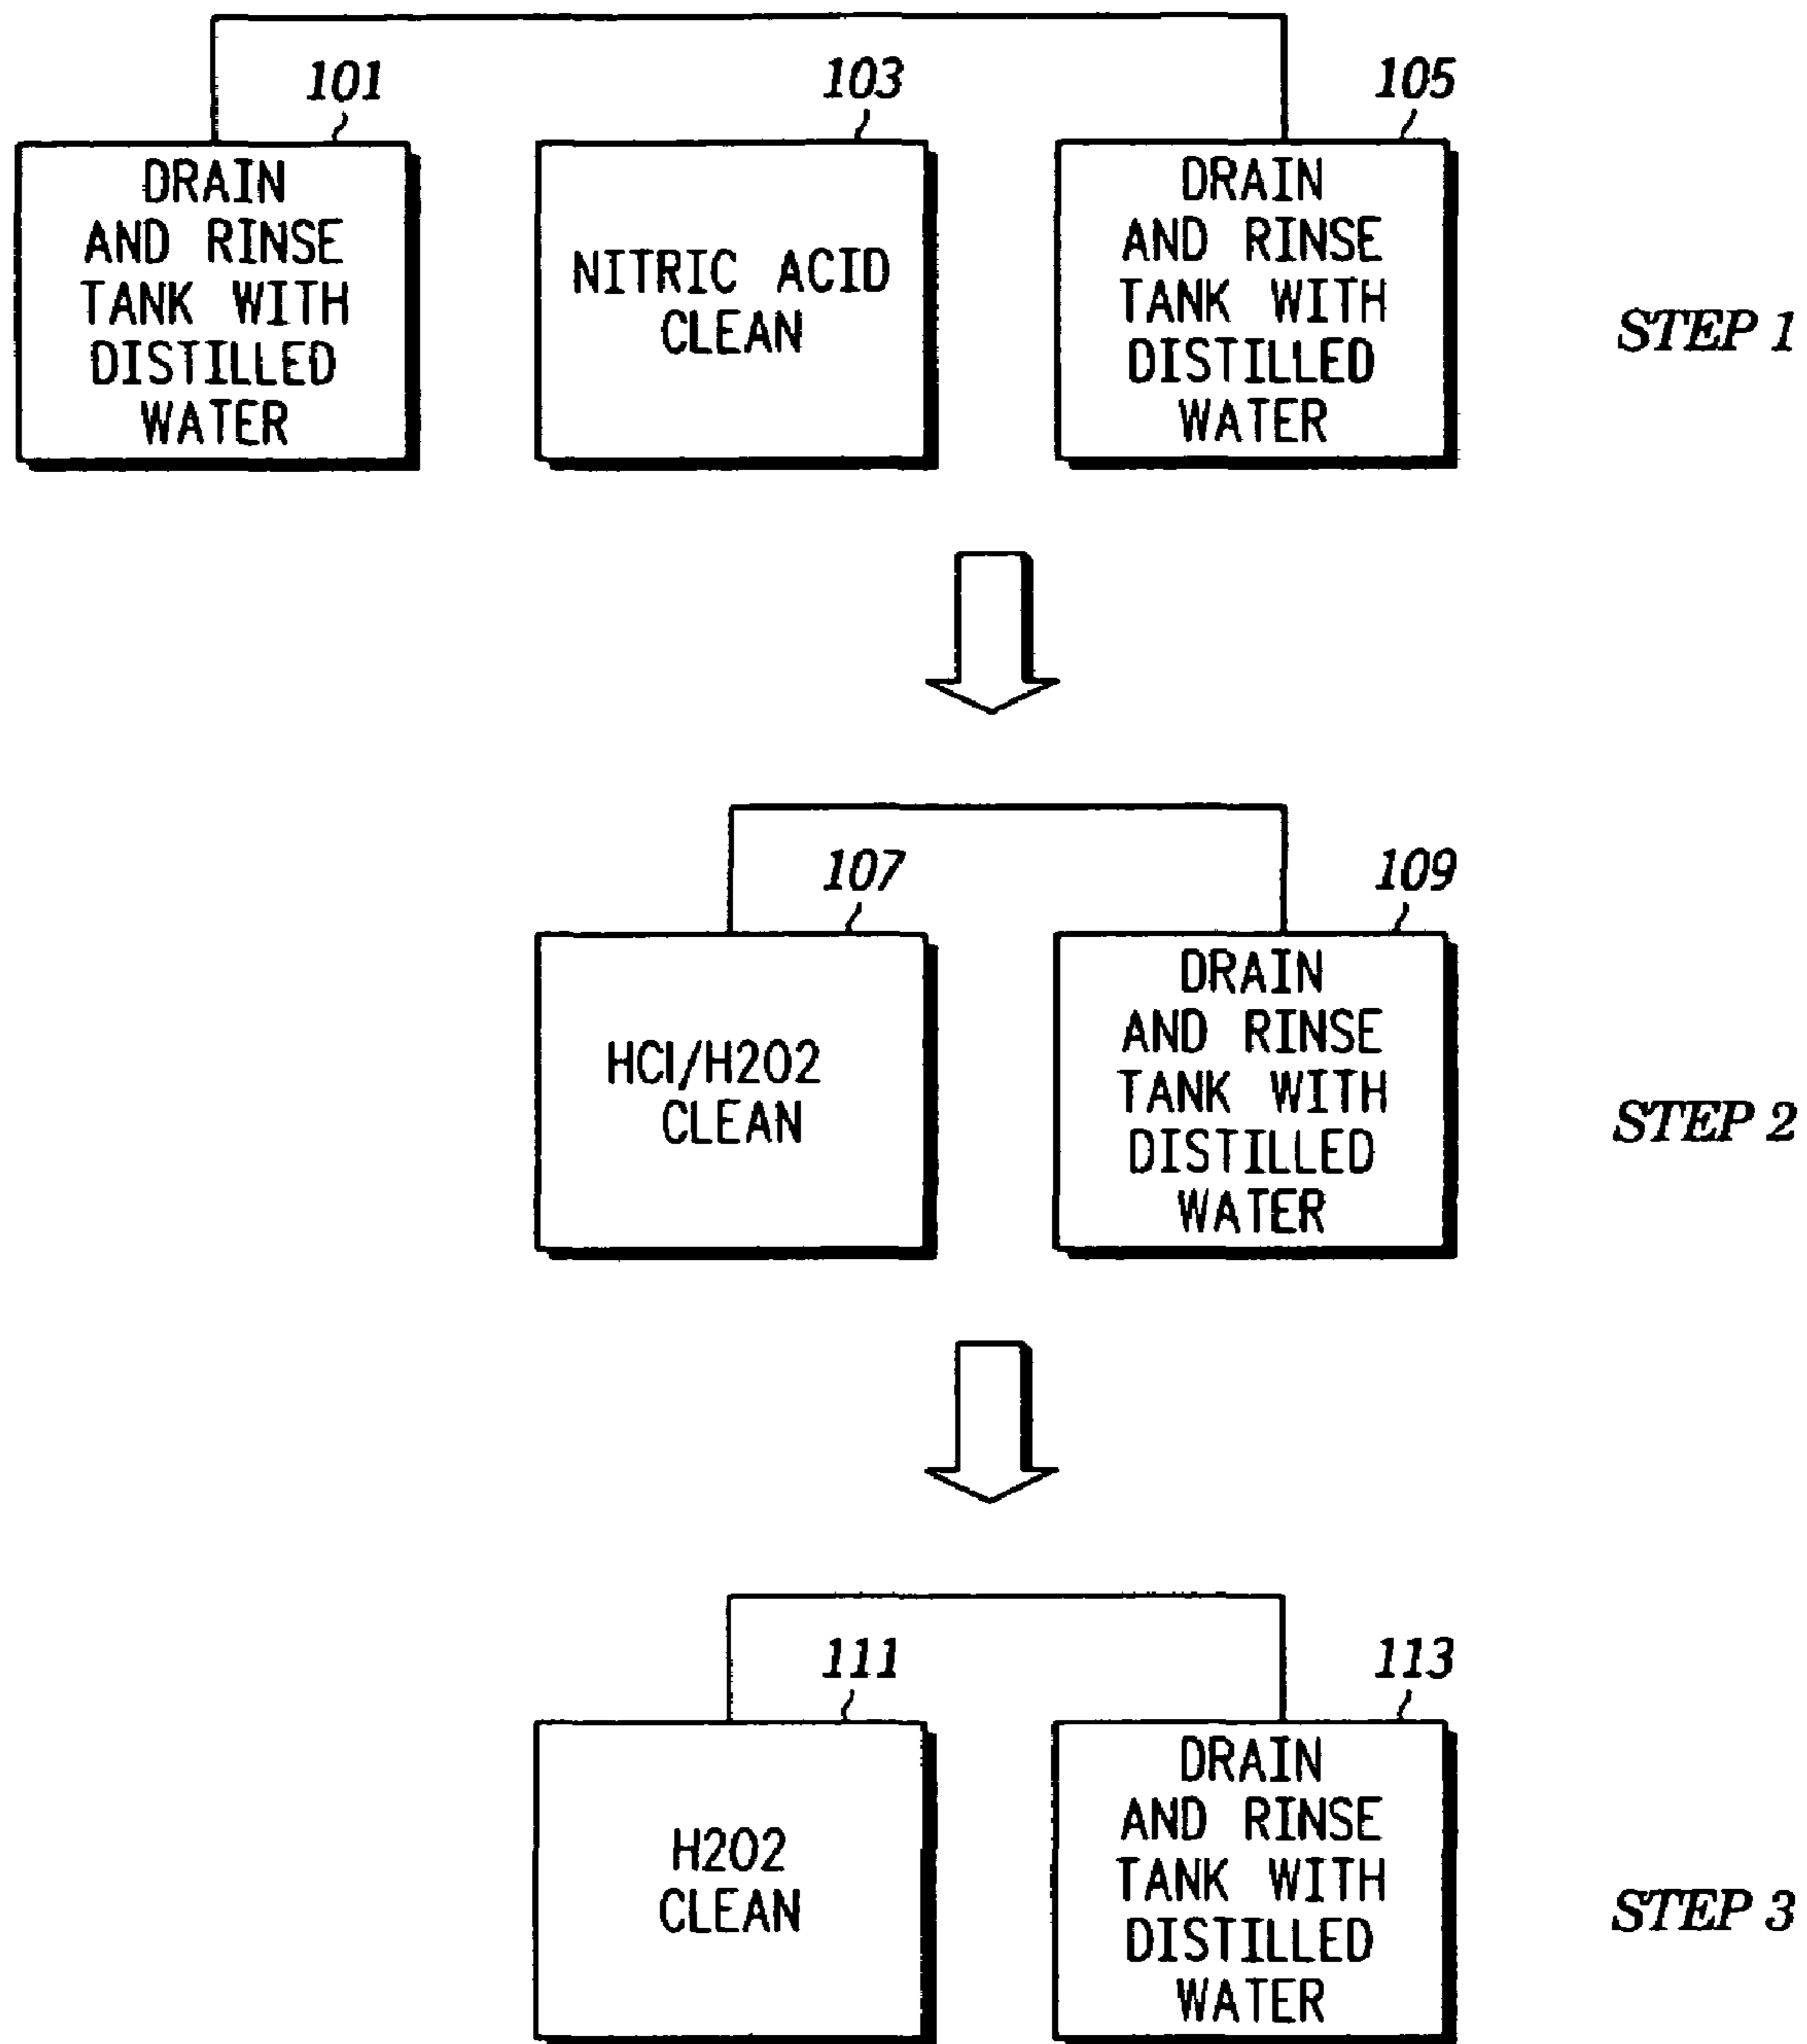 101
DRAIN
AND RINSE
TANK WITH
DISTILLED
WATER
103
NITRIC ACID
CLEAN
105
DRAIN
AND RINSE
TANK WITH
DISTILLED
WATER
STEP 1
107
HCl/H2O2
CLEAN
109
DRAIN
AND RINSE
TANK WITH
DISTILLED
WATER
STEP 2
111
H2O2
CLEAN
113
DRAIN
AND RINSE
TANK WITH
DISTILLED
WATER
STEP 3